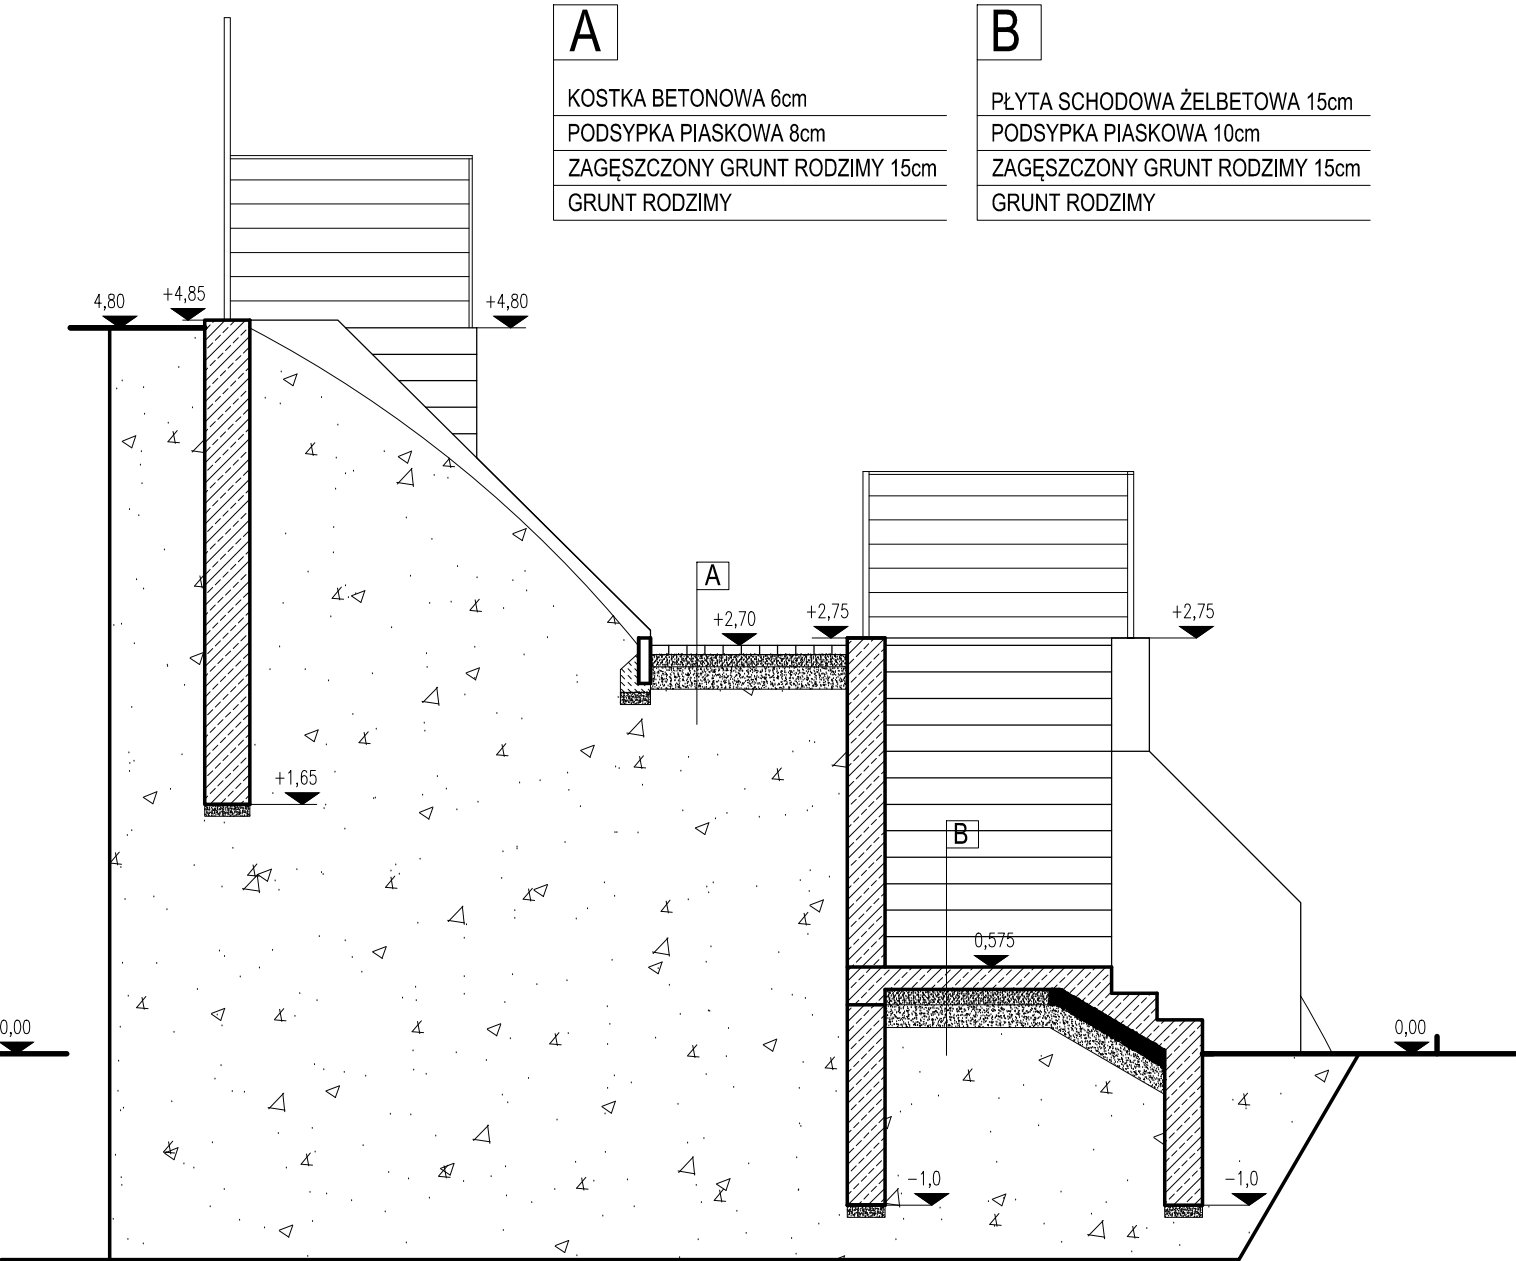 A
KOSTKA BETONOWA 6cm
PODSYPKA PIASKOWA 8cm
ZAGĘSZCZONY GRUNT RODZIMY 15cm
GRUNT RODZIMY
B
PŁYTA SCHODOWA ŻELBETOWA 15cm
PODSYPKA PIASKOWA 10cm
ZAGĘSZCZONY GRUNT RODZIMY 15cm
GRUNT RODZIMY
4,80
+4,85
+4,80
A
+2,70
+2,75
+2,75
+1,65
B
0,575
0,00
0,00
-1,0
-1,0